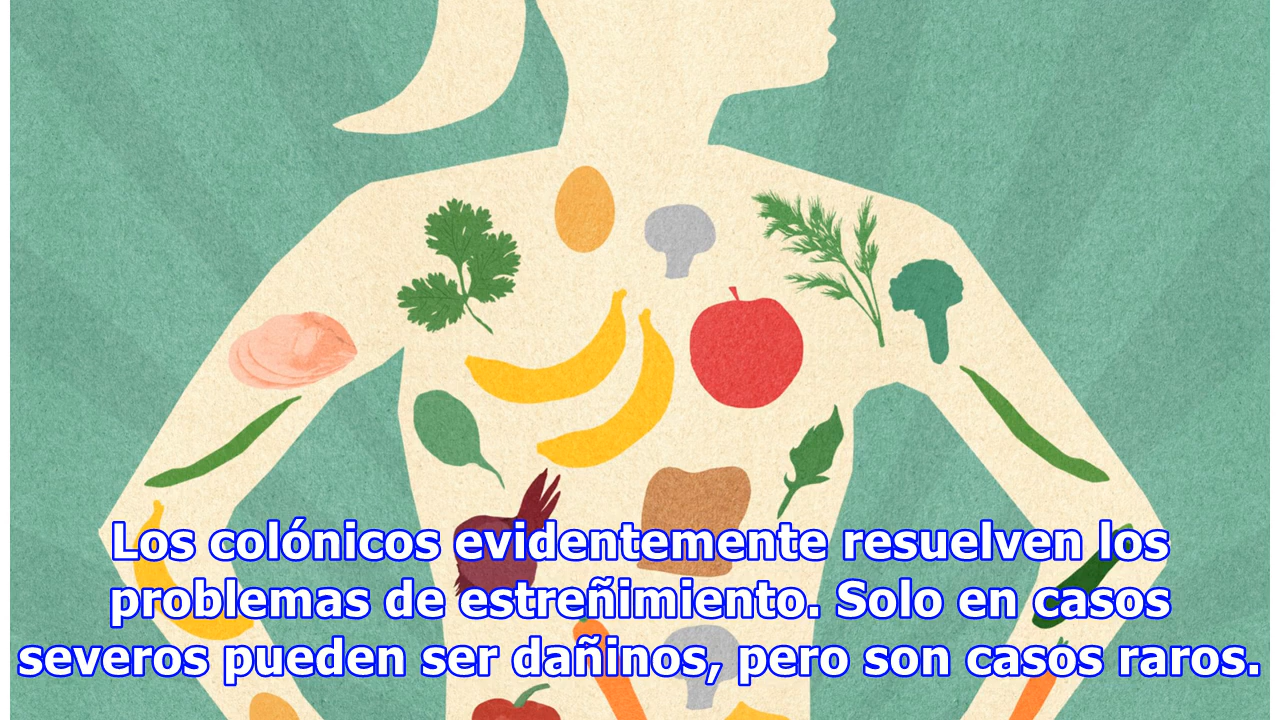 Los colónicos evidentemente resuelven los
problemas de estreñimiento. Solo en casos
severos pueden ser dañinos, pero son casos raros.